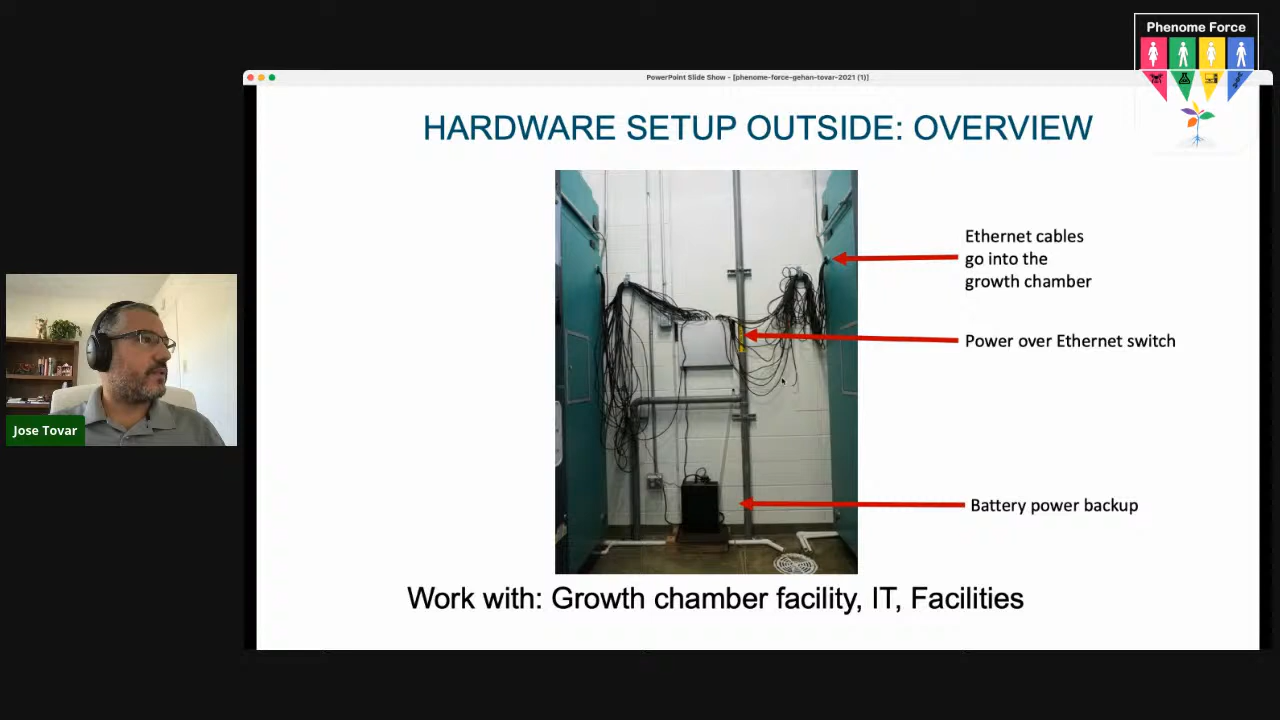 Phenome Force
PowerPoint Slide Show - [phenome-force-gehan-tovar-2021 (1)]
HARDWARE SETUP OUTSIDE: OVERVIEW
Ethernet cables
go into the
growth chamber
Power over Ethernet switch
Jose Tovar
Battery power backup
Work with: Growth chamber facility, IT, Facilities